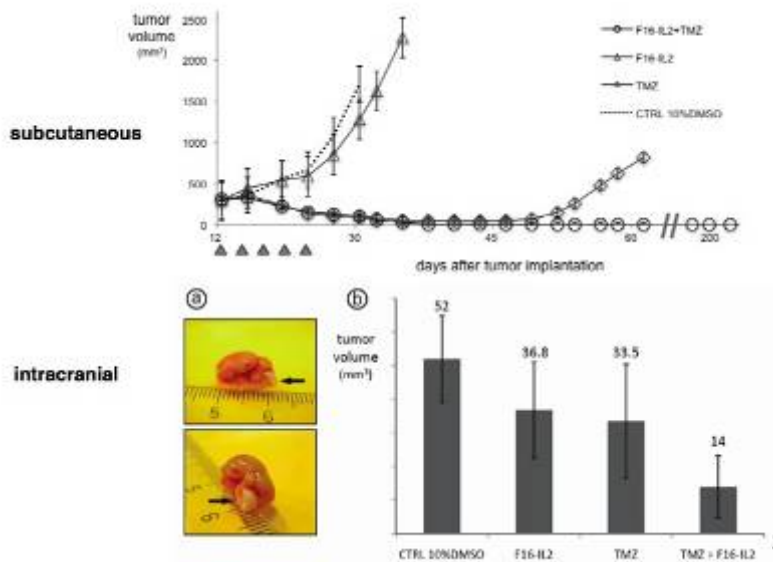 tumor
volume
(mm³)
2500
2000
1500
1000
500
0
F16-IL2+TMZ
F16-IL2
TMZ
CTRL 10%DMSO
subcutaneous
12 30 45 60 // 200
days after tumor implantation
intracranial
a
5 6
b
tumor
volume
(mm³)
52
36.8
33.5
14
CTRL 10%DMSO F16-IL2 TMZ TMZ + F16-IL2